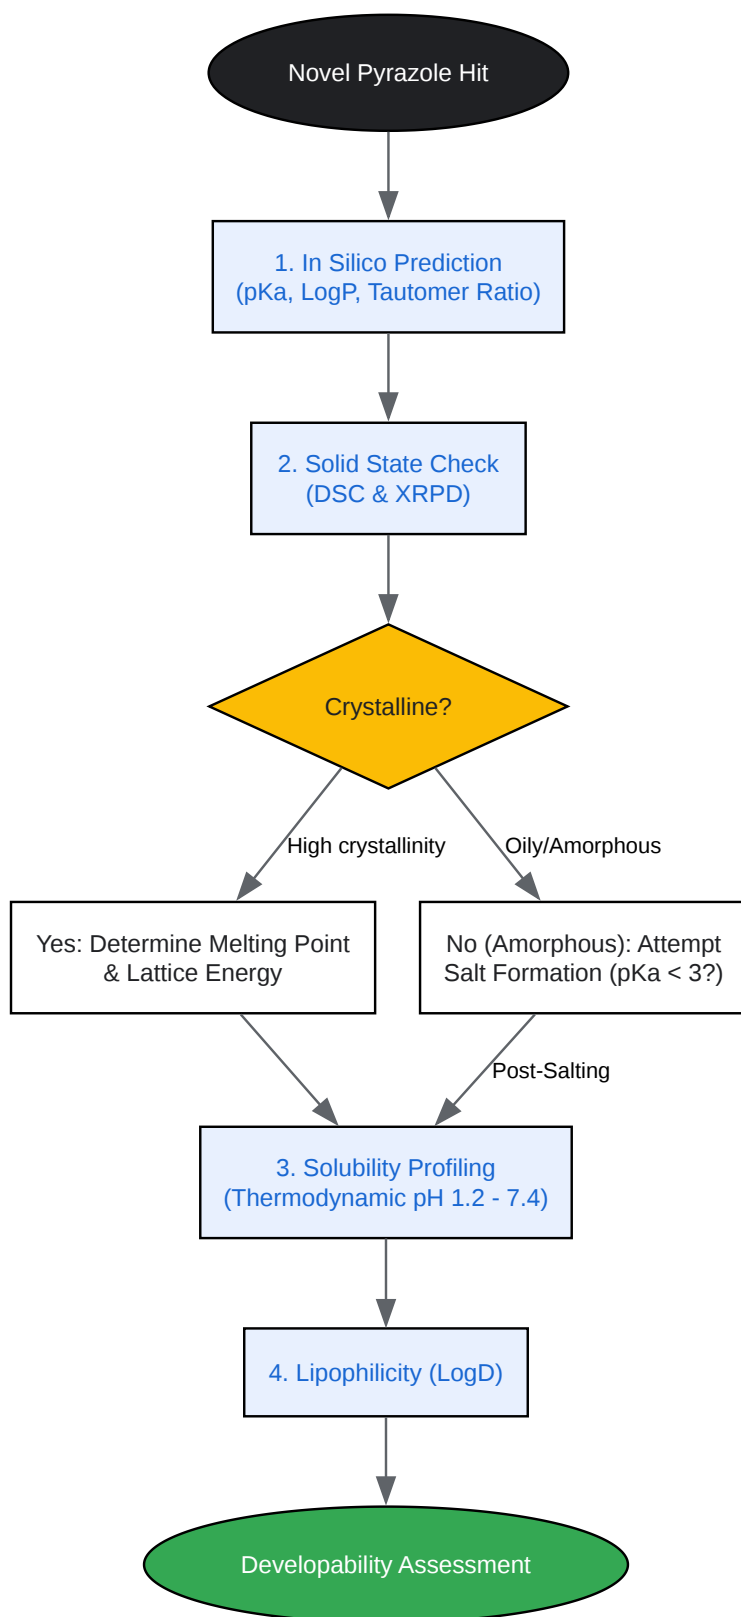 Novel Pyrazole Hit
1. In Silico Prediction
(pKa, LogP, Tautomer Ratio)
2. Solid State Check
(DSC & XRPD)
Crystalline?
High crystallinity
Oily/Amorphous
Yes: Determine Melting Point
& Lattice Energy
No (Amorphous): Attempt
Salt Formation (pKa < 3?)
Post-Salting
3. Solubility Profiling
(Thermodynamic pH 1.2 - 7.4)
4. Lipophilicity (LogD)
Developability Assessment